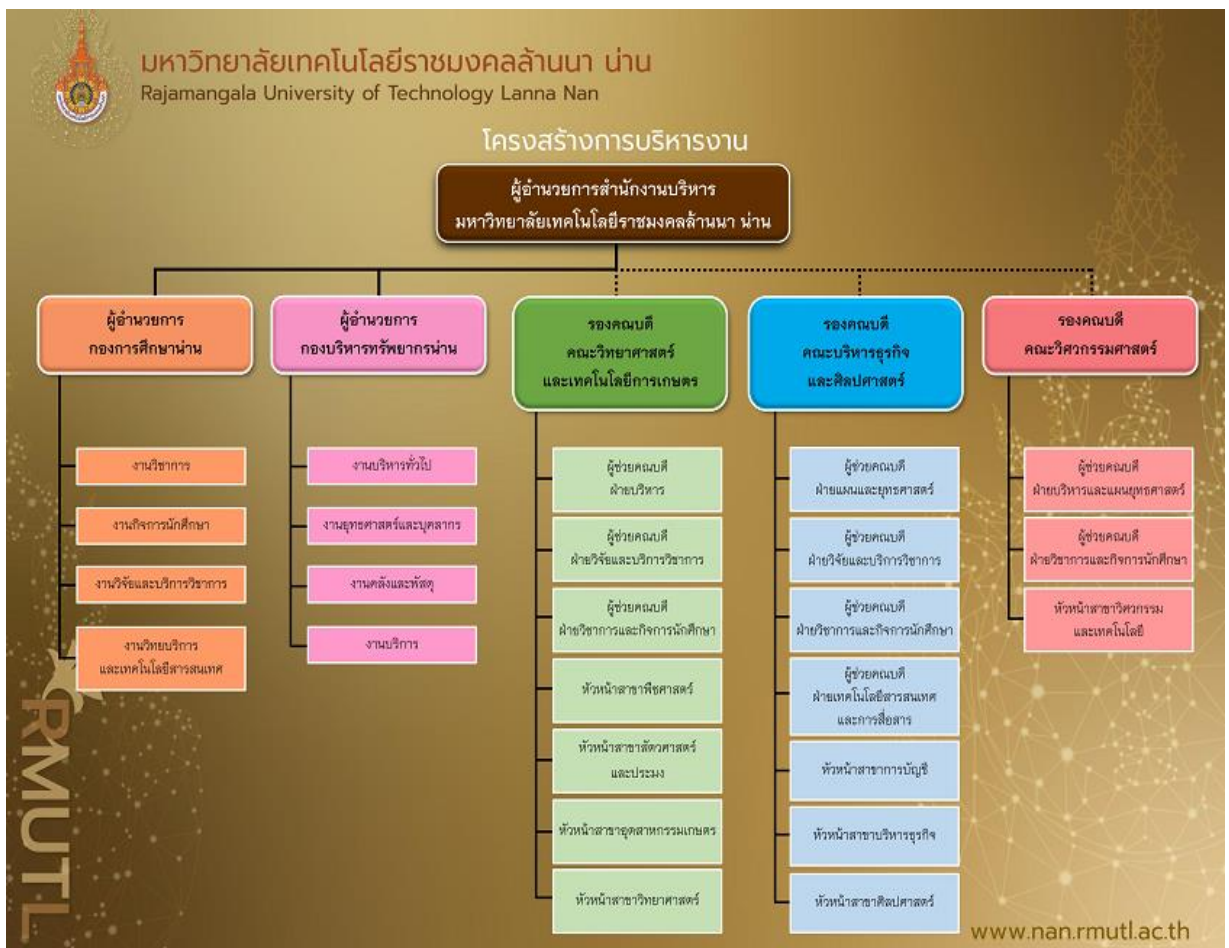 มหาวิทยาลัยเทคโนโลยีราชมงคลล้านนา น่าน
Rajamangala University of Technology Lanna Nan
โครงสร้างการบริหารงาน
ผู้อำนวยการสำนักงานบริหาร
มหาวิทยาลัยเทคโนโลยีราชมงคลล้านนา น่าน
ผู้อำนวยการ
กองการศึกษาน่าน
งานวิชาการ
งานกิจการนักศึกษา
งานวิจัยและบริการวิชาการ
งานวิทยบริการ
และเทคโนโลยีสารสนเทศ
ผู้อำนวยการ
กองบริหารทรัพยากรน่าน
งานบริหารทั่วไป
งานยุทธศาสตร์และบุคลากร
งานคลังและพัสดุ
งานบริการ
รองคณบดี
คณะวิทยาศาสตร์
และเทคโนโลยีการเกษตร
ผู้ช่วยคณบดี
ฝ่ายบริหาร
ผู้ช่วยคณบดี
ฝ่ายวิจัยและบริการวิชาการ
ผู้ช่วยคณบดี
ฝ่ายวิชาการและกิจการนักศึกษา
หัวหน้าสาขาพืชศาสตร์
หัวหน้าสาขาสัตวศาสตร์
และประมง
หัวหน้าสาขาอุตสาหกรรมเกษตร
หัวหน้าสาขาวิทยาศาสตร์
รองคณบดี
คณะบริหารธุรกิจ
และศิลปศาสตร์
ผู้ช่วยคณบดี
ฝ่ายแผนและยุทธศาสตร์
ผู้ช่วยคณบดี
ฝ่ายวิจัยและบริการวิชาการ
ผู้ช่วยคณบดี
ฝ่ายวิชาการและกิจการนักศึกษา
ผู้ช่วยคณบดี
ฝ่ายเทคโนโลยีสารสนเทศ
และการสื่อสาร
หัวหน้าสาขาการบัญชี
หัวหน้าสาขาบริหารธุรกิจ
หัวหน้าสาขาศิลปศาสตร์
รองคณบดี
คณะวิศวกรรมศาสตร์
ผู้ช่วยคณบดี
ฝ่ายบริหารและแผนยุทธศาสตร์
ผู้ช่วยคณบดี
ฝ่ายวิชาการและกิจการนักศึกษา
หัวหน้าสาขาวิศวกรรม
และเทคโนโลยี
RMUTL
www.nan.rmutl.ac.th